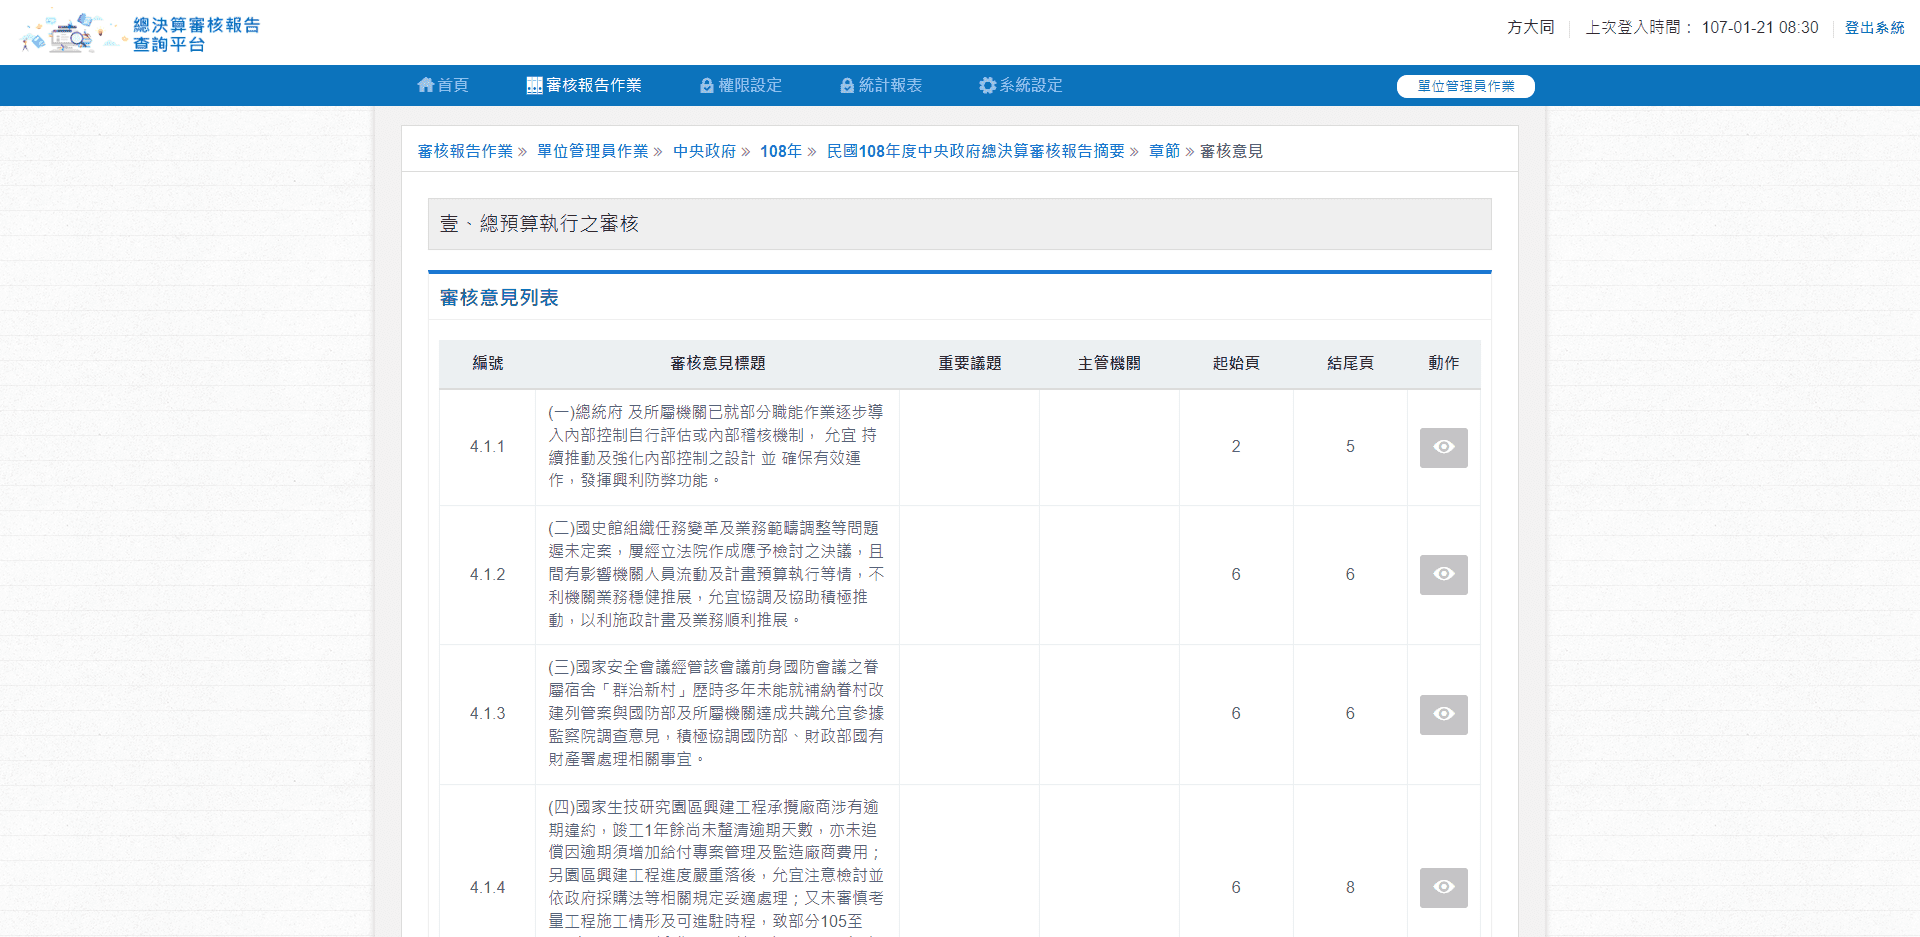 總決算審核報告
查詢平台
方大同 上次登入時間： 107-01-21 08:30 登出系統
首頁 審核報告作業 權限設定 統計報表 系統設定 單位管理員作業
審核報告作業 » 單位管理員作業 » 中央政府 » 108年 » 民國108年度中央政府總決算審核報告摘要 » 章節 » 審核意見
壹、總預算執行之審核
審核意見列表
編號 審核意見標題 重要議題 主管機關 起始頁 結尾頁 動作
4.1.1
(一)總統府 及所屬機關已就部分職能作業逐步導
入內部控制自行評估或內部稽核機制， 允宜 持
續推動及強化內部控制之設計 並 確保有效運
作，發揮興利防弊功能。
2 5
4.1.2
(二)國史館組織任務變革及業務範疇調整等問題
遲未定案，屢經立法院作成應予檢討之決議，且
間有影響機關人員流動及計畫預算執行等情，不
利機關業務穩健推展，允宜協調及協助積極推
動，以利施政計畫及業務順利推展。
6 6
4.1.3
(三)國家安全會議經管該會議前身國防會議之眷
屬宿舍「群治新村」歷時多年未能就補納眷村改
建列管案與國防部及所屬機關達成共識允宜參據
監察院調查意見，積極協調國防部、財政部國有
財產署處理相關事宜。
6 6
4.1.4
(四)國家生技研究園區興建工程承攬廠商涉有逾
期違約，竣工1年餘尚未釐清逾期天數，亦未追
償因逾期須增加給付專案管理及監造廠商費用；
另園區興建工程進度嚴重落後，允宜注意檢討並
依政府採購法等相關規定妥適處理；又未審慎考
量工程施工情形及可進駐時程，致部分105至
6 8